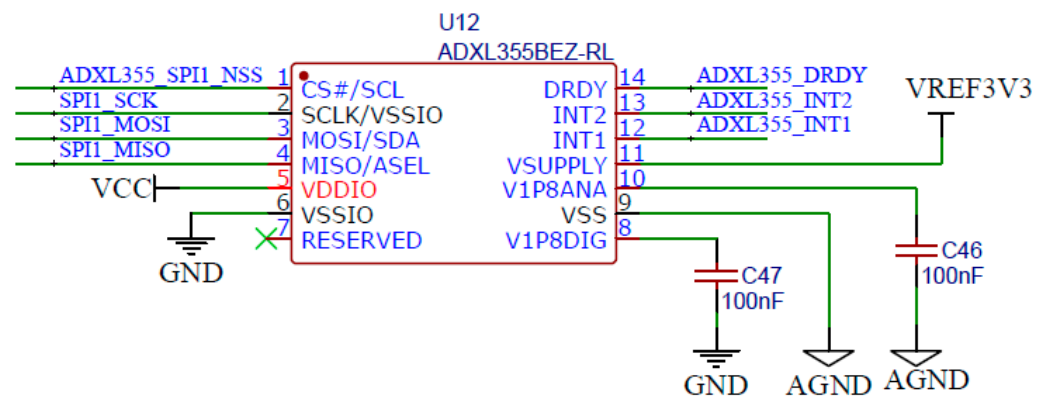 U12
ADXL355BEZ-RL
ADXL355_SPI1_NSS 1 CS#/SCL
SPI1_SCK 2 SCLK/VSSIO
SPI1_MOSI 3 MOSI/SDA
SPI1_MISO 4 MISO/ASEL
VCC 5 VDDIO
6 VSSIO
7 RESERVED
GND
DRDY 14 ADXL355_DRDY
INT2 13 ADXL355_INT2
INT1 12 ADXL355_INT1
VSUPPLY 11
V1P8ANA 10
VSS 9
V1P8DIG 8
VREF3V3
C47
100nF
C46
100nF
GND
AGND
AGND